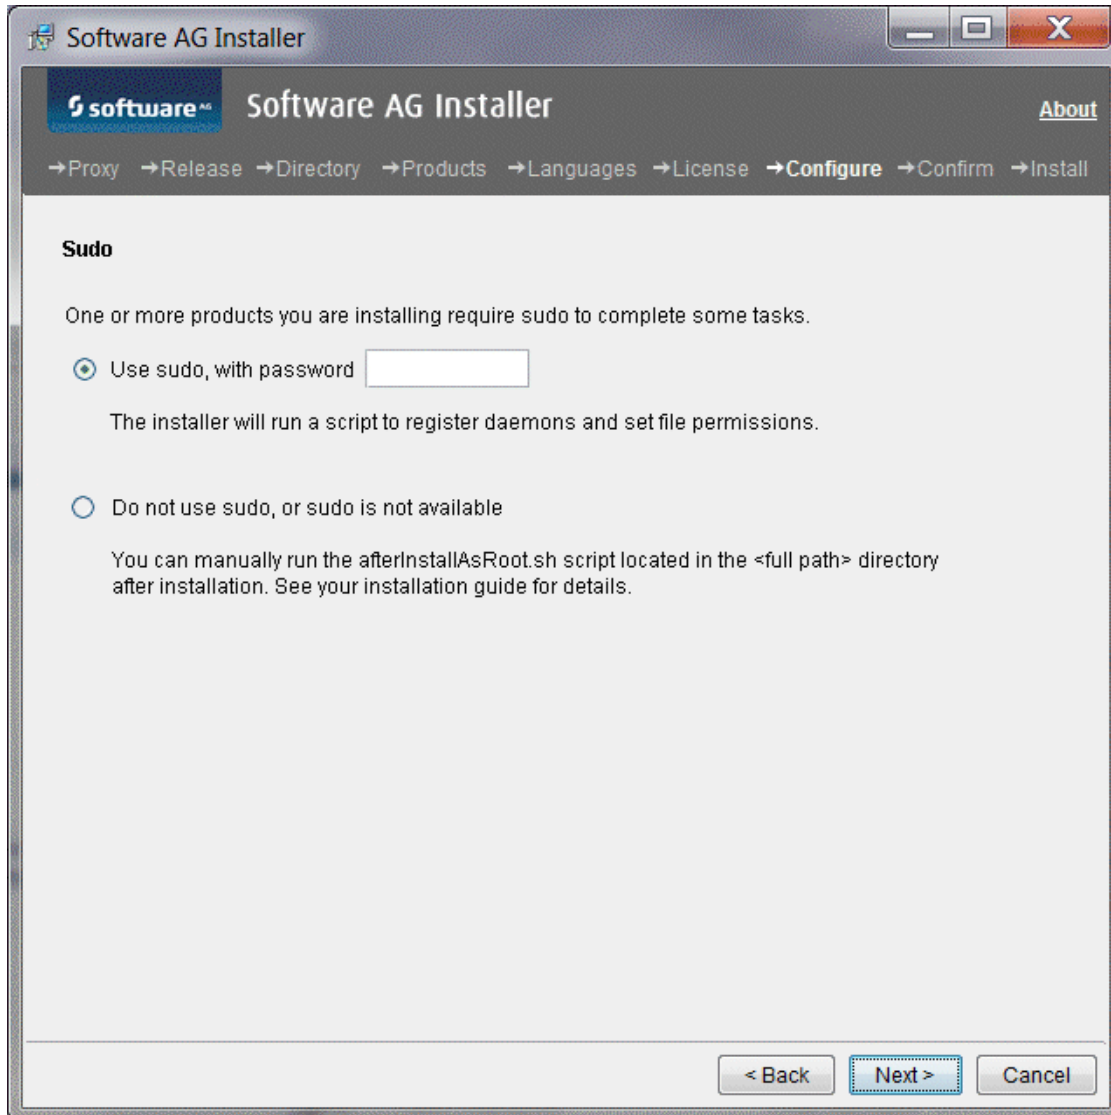 Software AG Installer
software AG Software AG Installer About
→Proxy →Release →Directory →Products →Languages →License →Configure →Confirm →Install
Sudo
One or more products you are installing require sudo to complete some tasks.
Use sudo, with password
The installer will run a script to register daemons and set file permissions.
Do not use sudo, or sudo is not available
You can manually run the afterInstallAsRoot.sh script located in the <full path> directory
after installation. See your installation guide for details.
< Back Next > Cancel